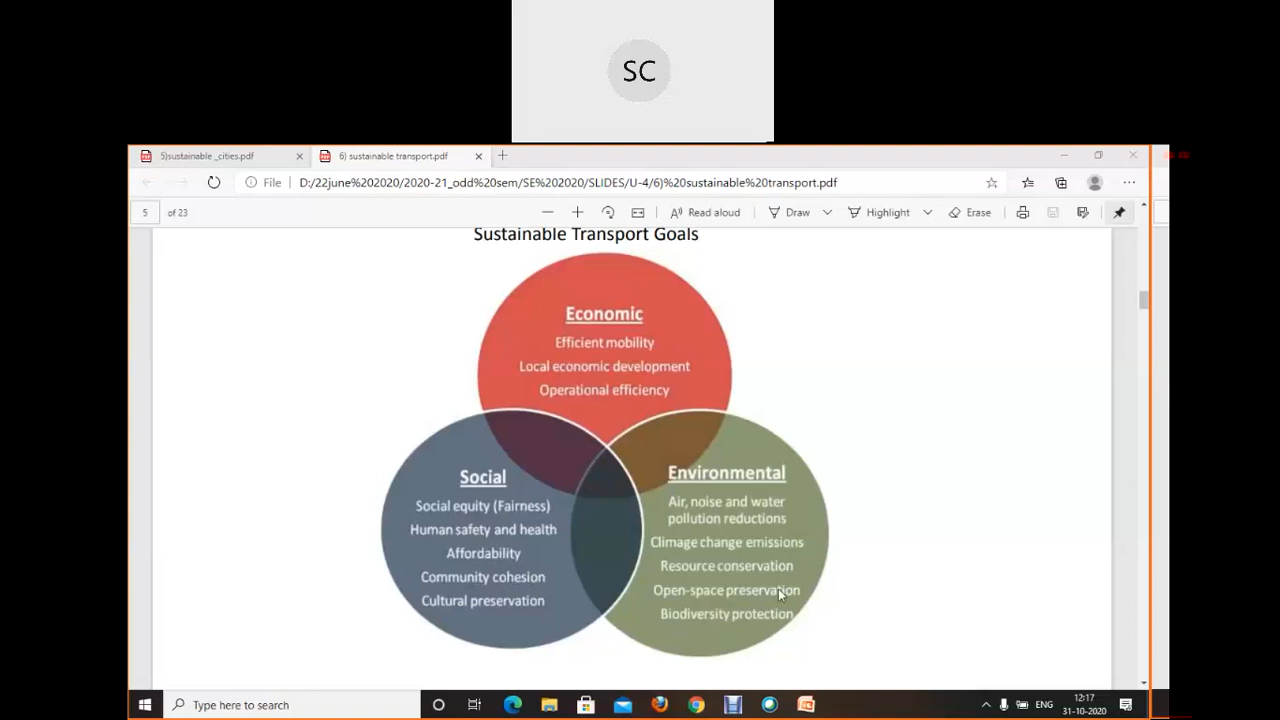 SC
5)sustainable _cities.pdf
6) sustainable transport.pdf
File
D:/22june%202020/2020-21_odd%20sem/SE%202020/SLIDES/U-4/6)%20sustainable%20transport.pdf
5
of 23
Read aloud
Draw
Highlight
Erase
Sustainable Transport Goals
Economic
Efficient mobility
Local economic development
Operational efficiency
Social
Social equity (Fairness)
Human safety and health
Affordability
Community cohesion
Cultural preservation
Environmental
Air, noise and water
pollution reductions
Climage change emissions
Resource conservation
Open-space preservation
Biodiversity protection
Type here to search
ENG
12:17
31-10-2020